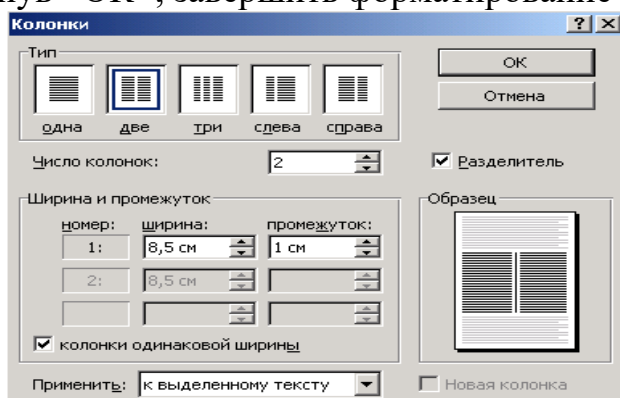 нув "ОК", завершить форматирование
Колонки
Тип
одна две три слева справа
ОК
Отмена
Число колонок: 2
Разделитель
Ширина и промежуток
номер: ширина: промежуток:
1: 8,5 см 1 см
2: 8,5 см
колонки одинаковой ширины
Образец
Применить: к выделенному тексту
Новая колонка